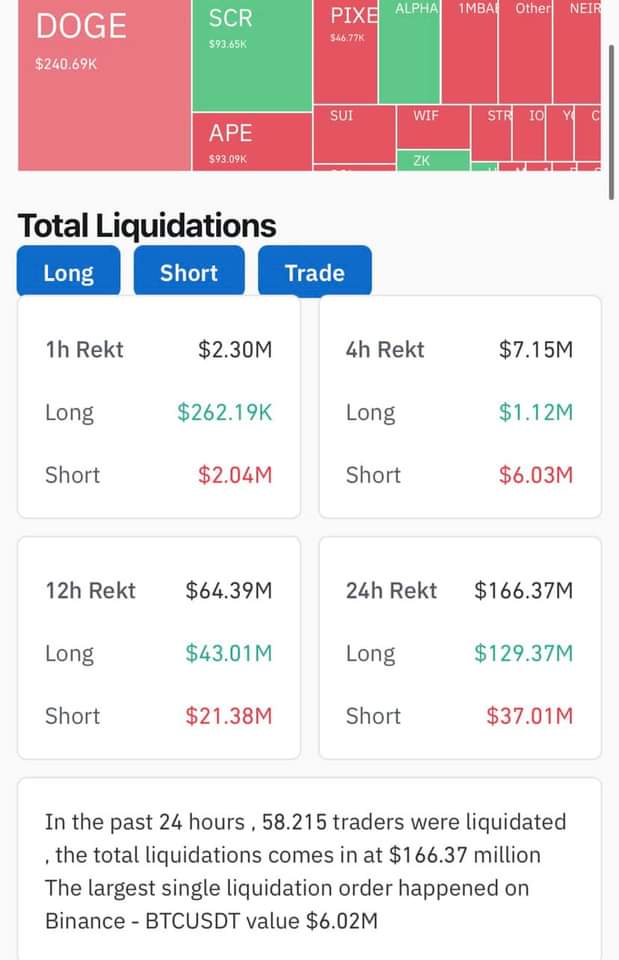 DOGE
$240.69K
SCR
$93.65K
APE
$93.09K
PIXE
$46.77K
ALPHA
1MBA
Other
NEIR
SUI
WIF
ZK
STR
IO
C
Total Liquidations
Long Short Trade
1h Rekt $2.30M
Long $262.19K
Short $2.04M
4h Rekt $7.15M
Long $1.12M
Short $6.03M
12h Rekt $64.39M
Long $43.01M
Short $21.38M
24h Rekt $166.37M
Long $129.37M
Short $37.01M
In the past 24 hours , 58.215 traders were liquidated
, the total liquidations comes in at $166.37 million
The largest single liquidation order happened on
Binance - BTCUSDT value $6.02M